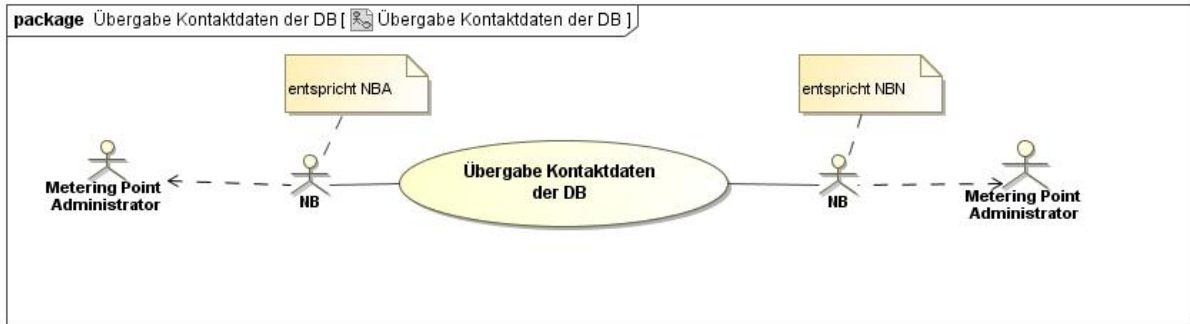 package Übergabe Kontaktdaten der DB [ Übergabe Kontaktdaten der DB ]
entspricht NBA
entspricht NBN
Übergabe Kontaktdaten
der DB
Metering Point
Administrator
NB
NB
Metering Point
Administrator